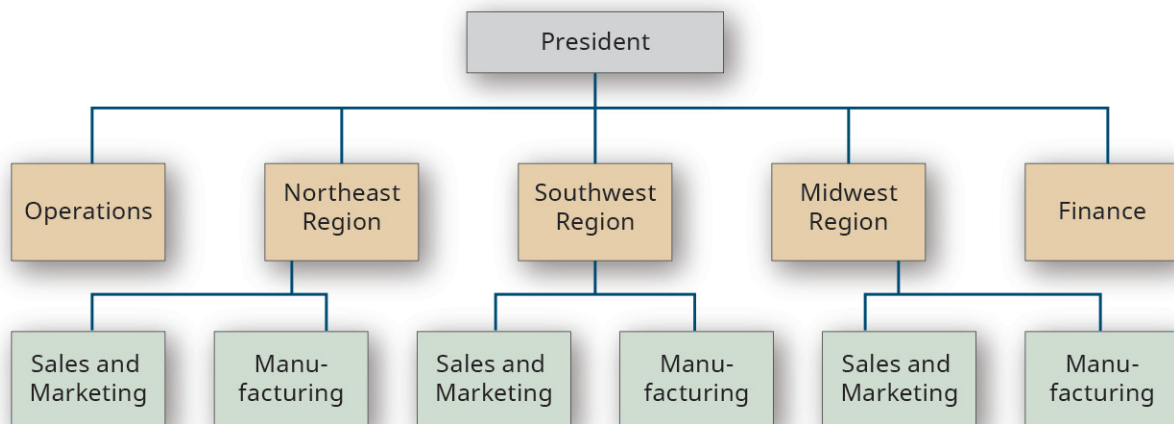 President
Operations
Northeast
Region
Southwest
Region
Midwest
Region
Finance
Sales and
Marketing
Manu-
facturing
Sales and
Marketing
Manu-
facturing
Sales and
Marketing
Manu-
facturing